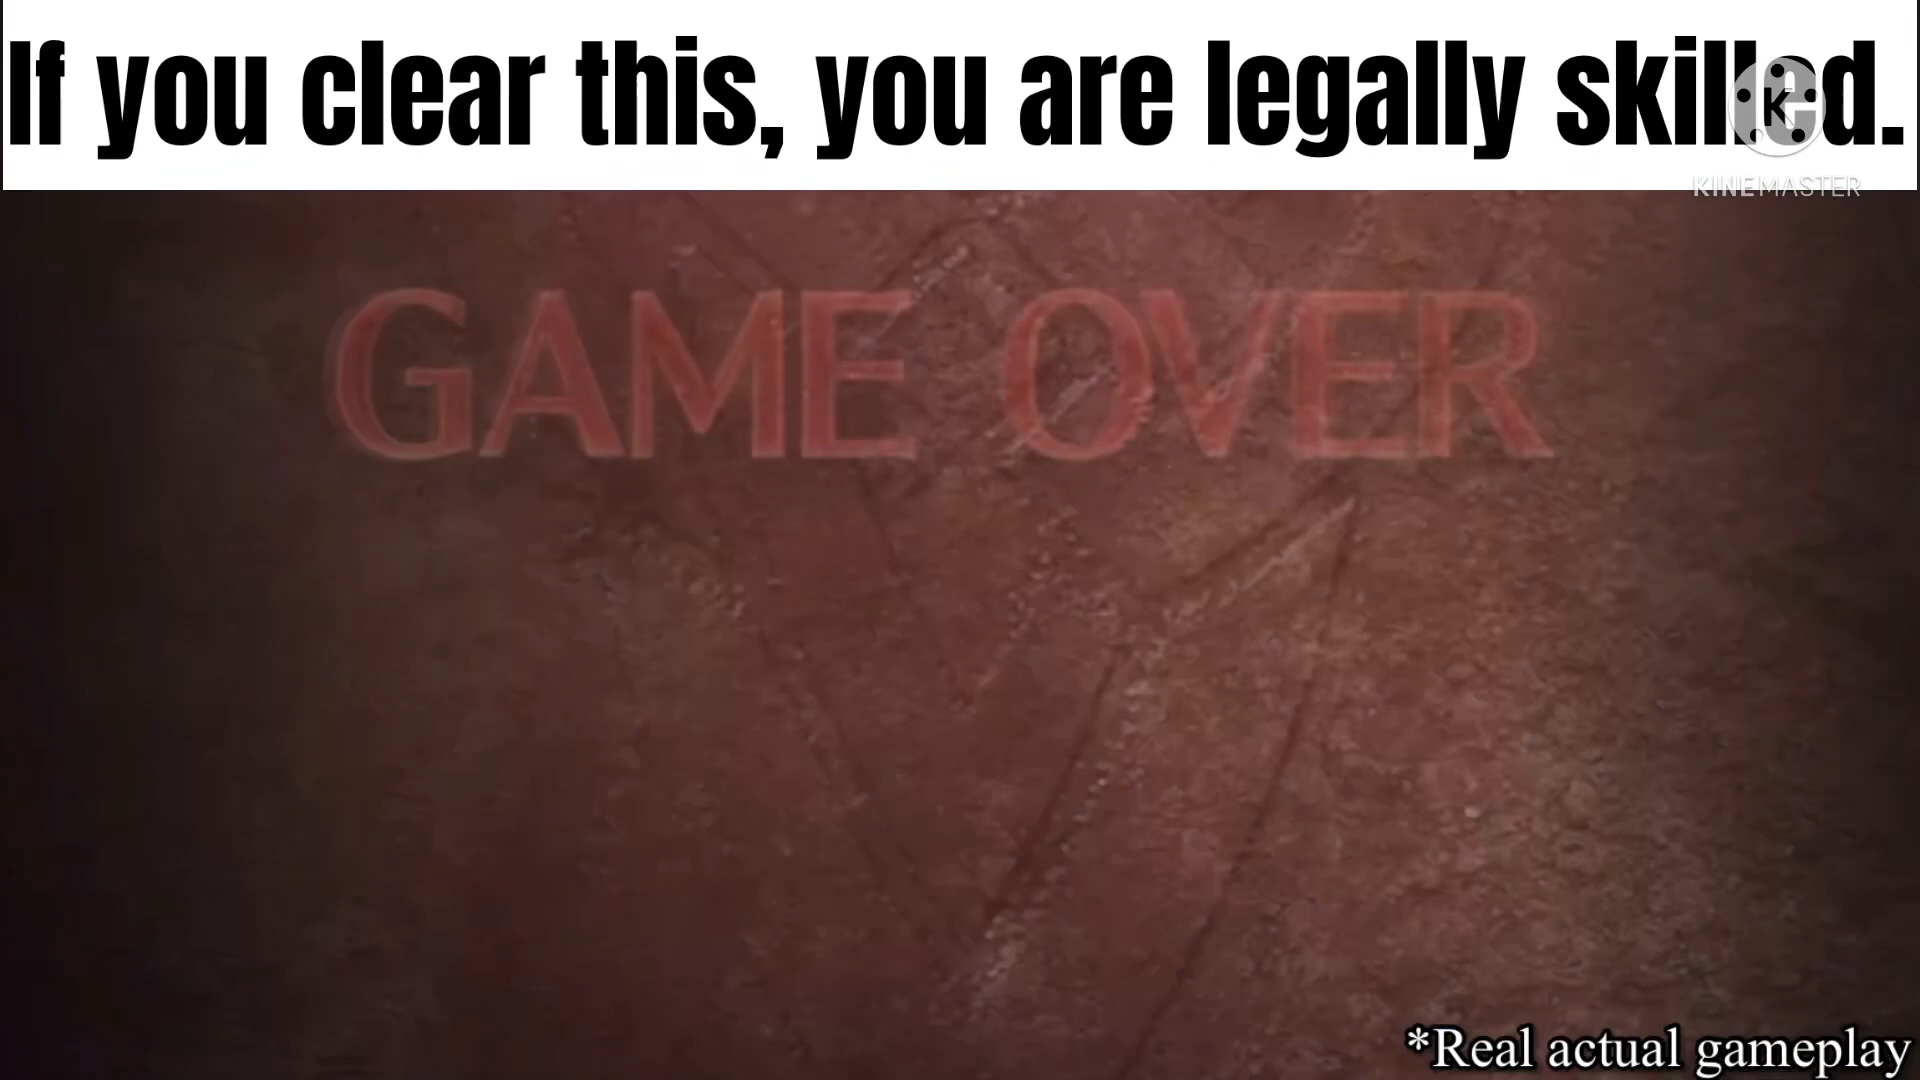 If you clear this, you are legally skilled.
K
KINEMASTER
GAME OVER
*Real actual gameplay